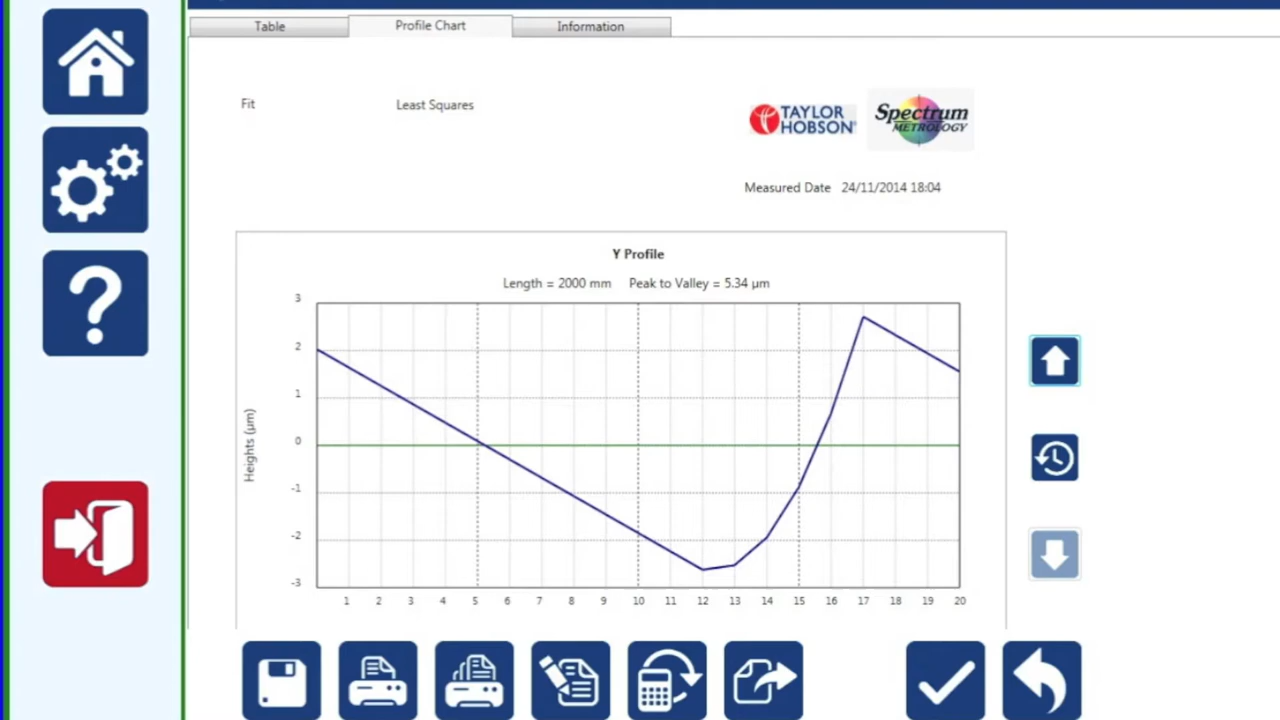 Table Profile Chart Information
Fit Least Squares
TAYLOR HOBSON
Spectrum METROLOGY
Measured Date 24/11/2014 18:04
Y Profile
Length = 2000 mm Peak to Valley = 5.34 µm
3
2
1
0
-1
-2
-3
Heights (µm)
1 2 3 4 5 6 7 8 9 10 11 12 13 14 15 16 17 18 19 20